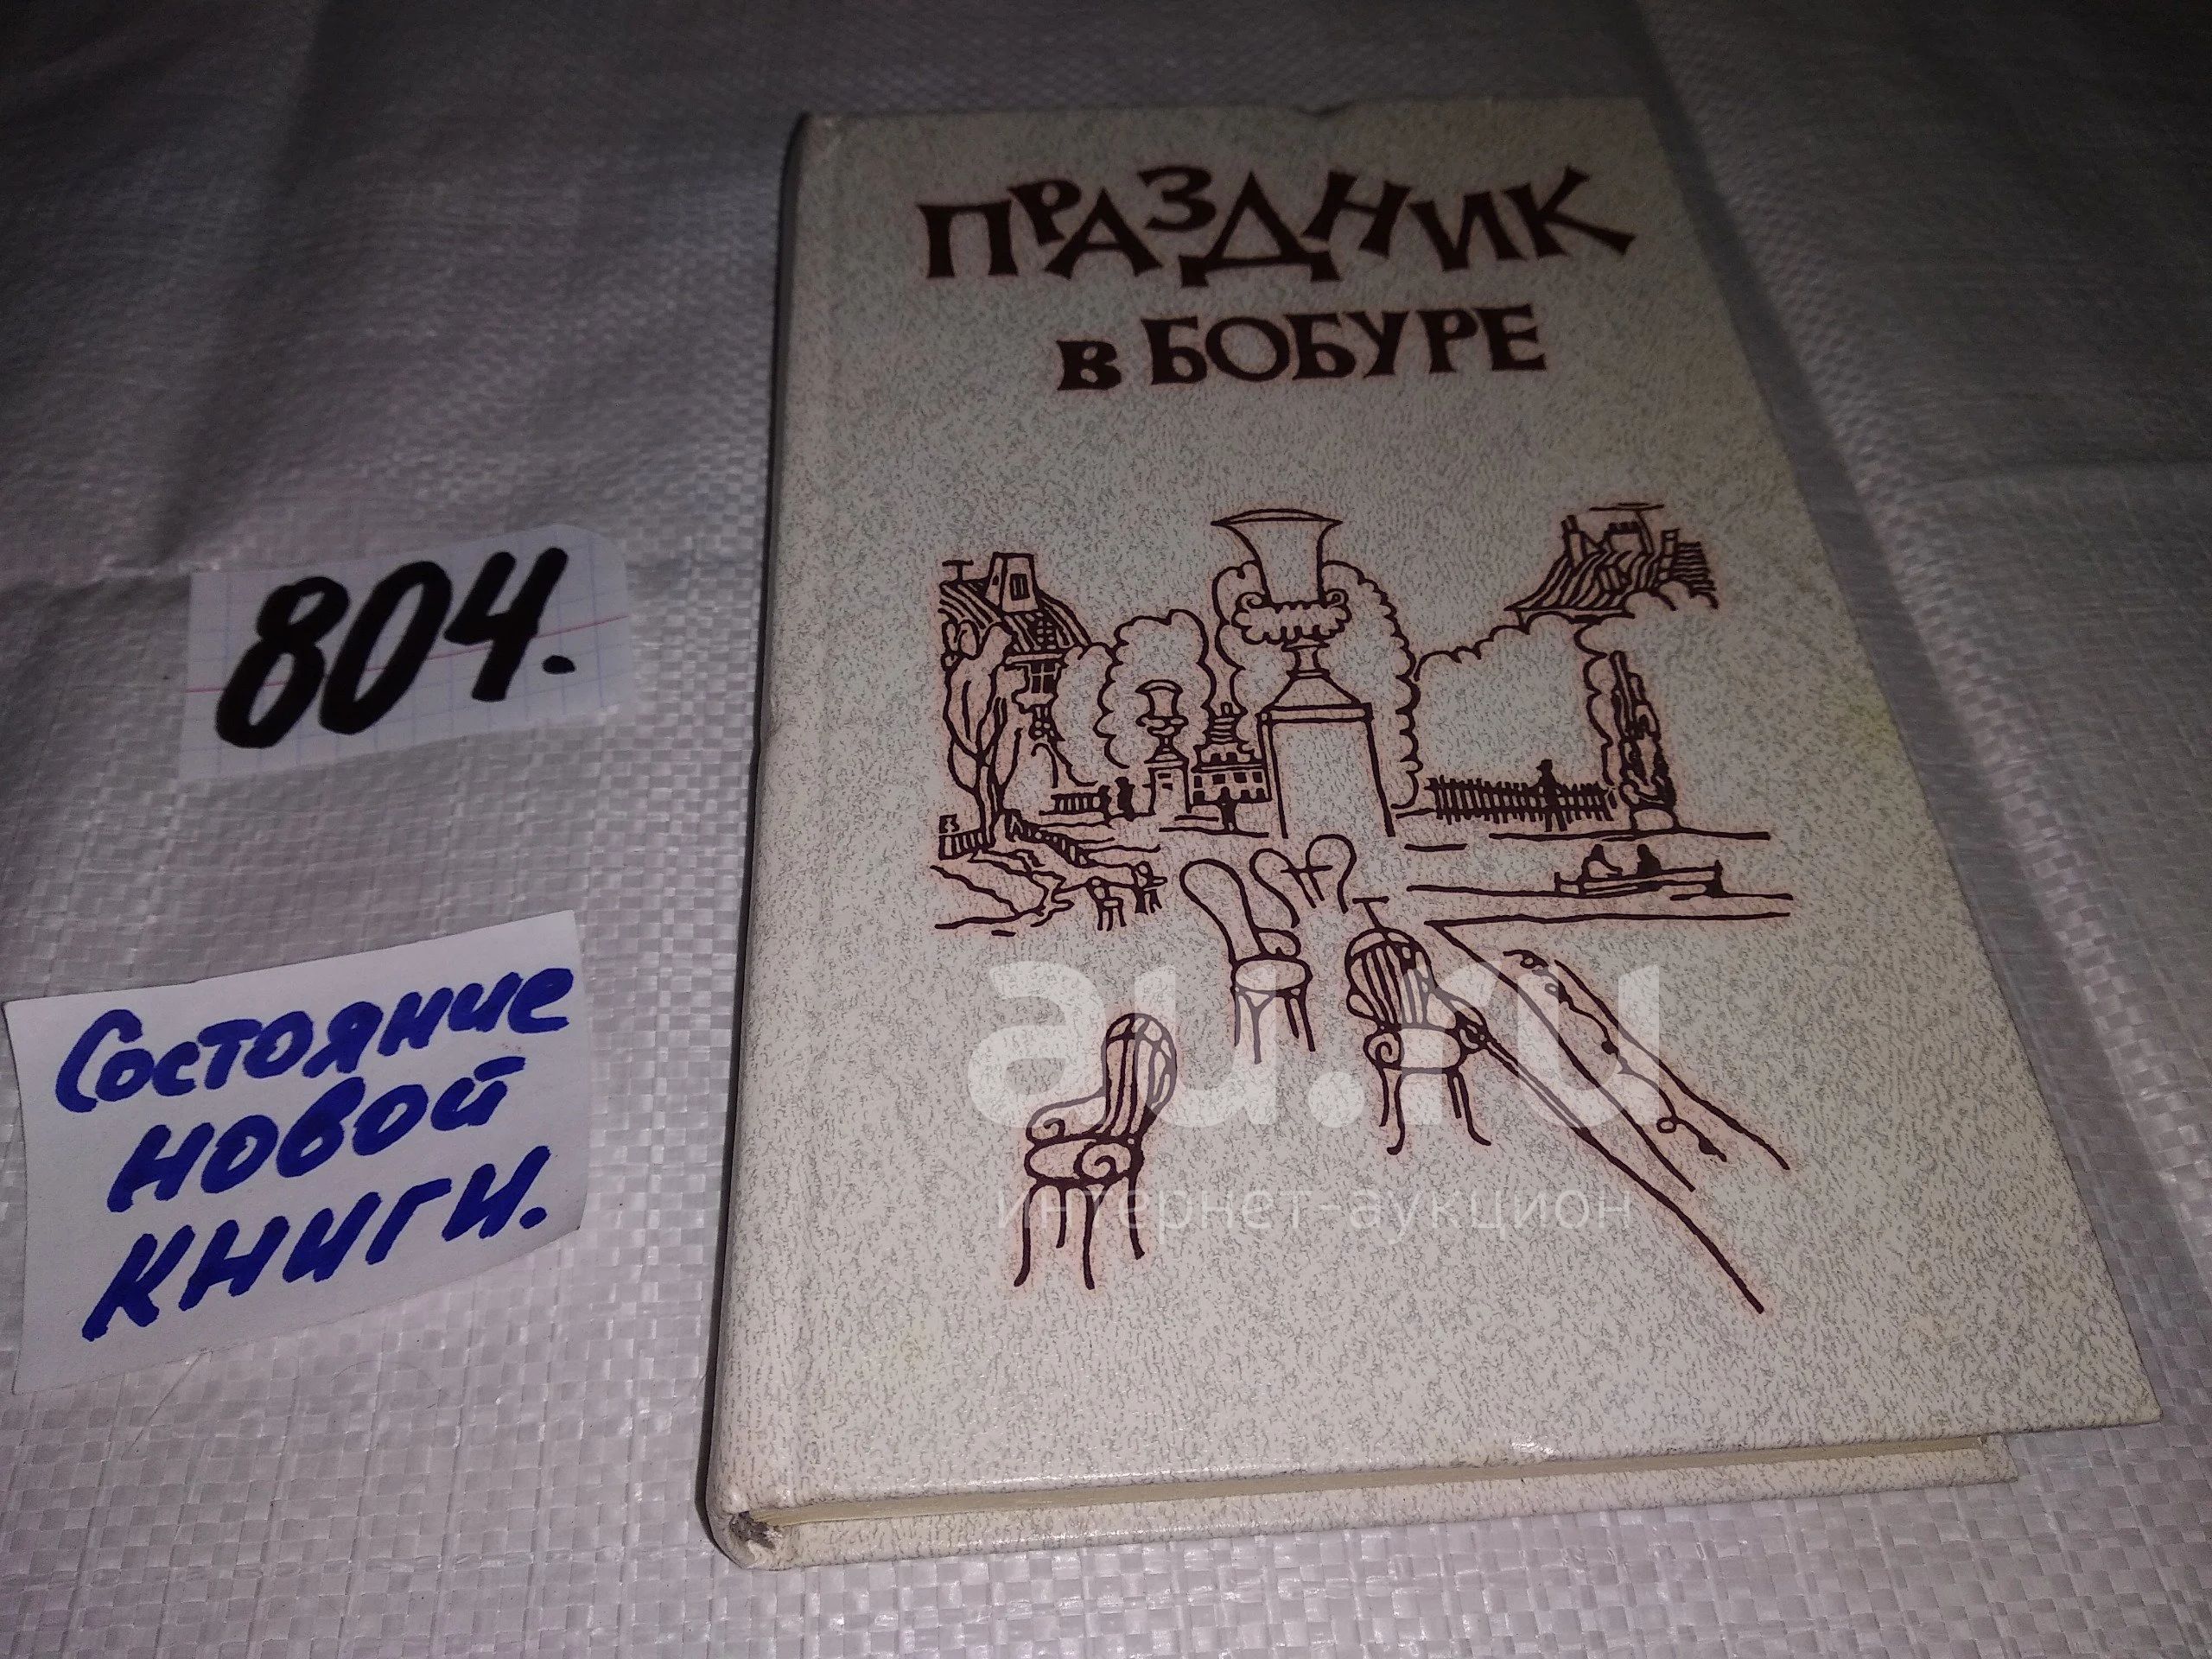 ПРАЗДНИК
в БОБУРЕ
804.
Состояние
новой
книги.
au.ru
интернет-аукцион